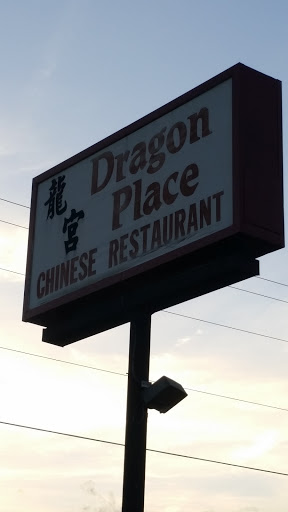 龍宮
Dragon
Place
CHINESE RESTAURANT